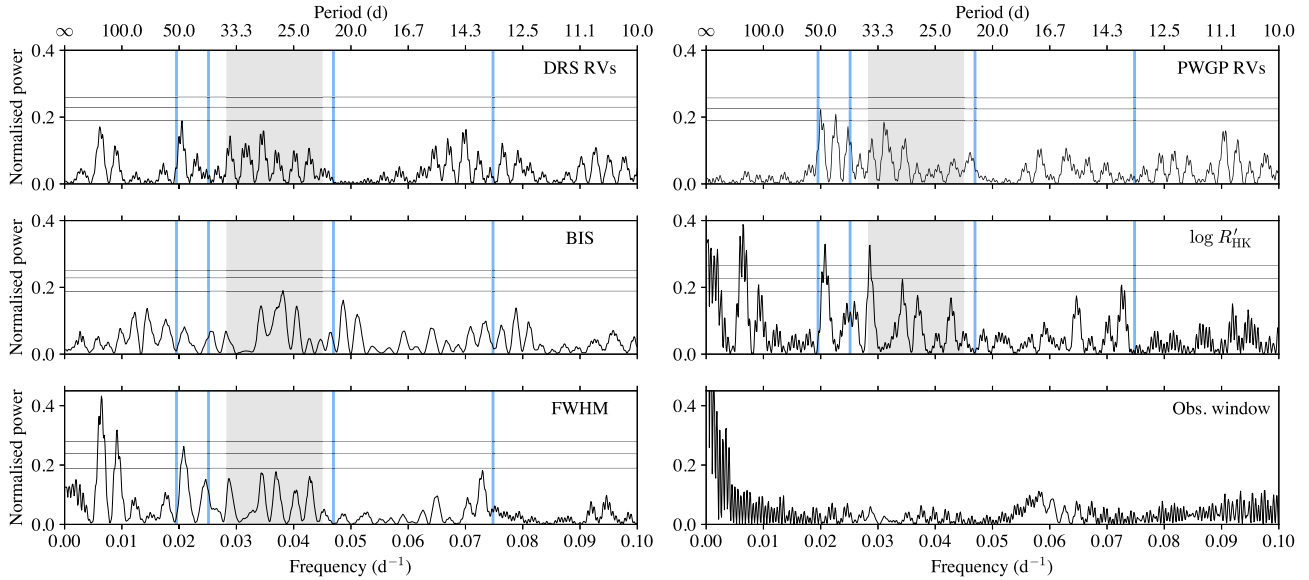 Period (d)
∞ 100.0 50.0 33.3 25.0 20.0 16.7 14.3 12.5 11.1 10.0
Normalised power
0.4
0.2
0.0
DRS RVs
Period (d)
∞ 100.0 50.0 33.3 25.0 20.0 16.7 14.3 12.5 11.1 10.0
0.4
0.2
0.0
PWGP RVs
0.4
0.2
0.0
BIS
0.4
0.2
0.0
log R′HK
Normalised power
0.4
0.2
0.0
FWHM
0.00 0.01 0.02 0.03 0.04 0.05 0.06 0.07 0.08 0.09 0.10
Frequency (d⁻¹)
0.4
0.2
0.0
Obs. window
0.00 0.01 0.02 0.03 0.04 0.05 0.06 0.07 0.08 0.09 0.10
Frequency (d⁻¹)